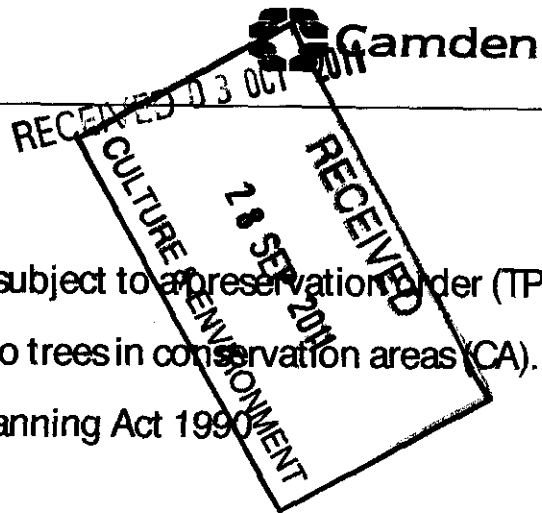 Camden
RECEIVED 03 OCT 2011
CULTURE & ENVIRONMENT
28 SEP 2011
RECEIVED
subject to a preservation order (TP
o trees in conservation areas (CA).
anning Act 1990